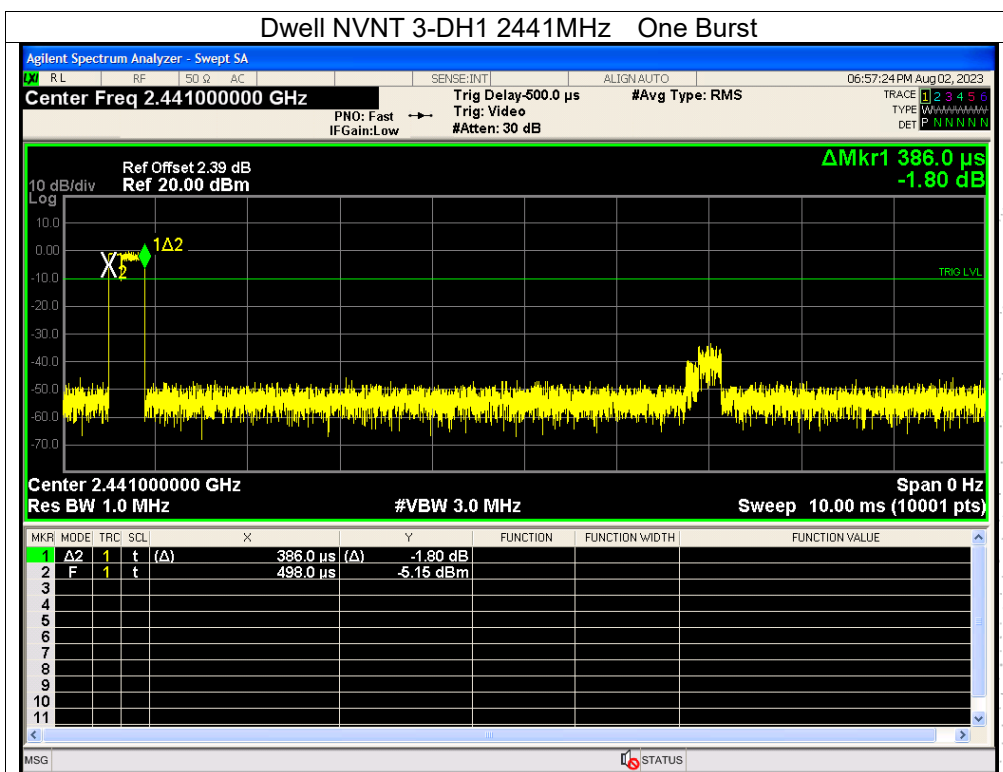 Dwell NVNT 3-DH1 2441MHz One Burst
Agilent Spectrum Analyzer - Swept SA
LXI RL RF 50 Ω AC SENSE:INT ALIGN AUTO 06:57:24 PM Aug 02, 2023
Center Freq 2.441000000 GHz Trig Delay-500.0 µs #Avg Type: RMS TRACE 1 2 3 4 5 6
PNO: Fast Trig: Video TYPE WWWWWW
IFGain:Low #Atten: 30 dB DET P N N N N N
ΔMkr1 386.0 µs
Ref Offset 2.39 dB
10 dB/div Ref 20.00 dBm -1.80 dB
Log
10.0
0.00
1Δ2
X2
-10.0
TRIG LVL
-20.0
-30.0
-40.0
-50.0
-60.0
-70.0
Center 2.441000000 GHz Span 0 Hz
Res BW 1.0 MHz #VBW 3.0 MHz Sweep 10.00 ms (10001 pts)
MKR MODE TRC SCL X Y FUNCTION FUNCTION WIDTH FUNCTION VALUE
1 Δ2 1 t (Δ) 386.0 µs (Δ) -1.80 dB
2 F 1 t 498.0 µs -5.15 dBm
3
4
5
6
7
8
9
10
11
MSG STATUS